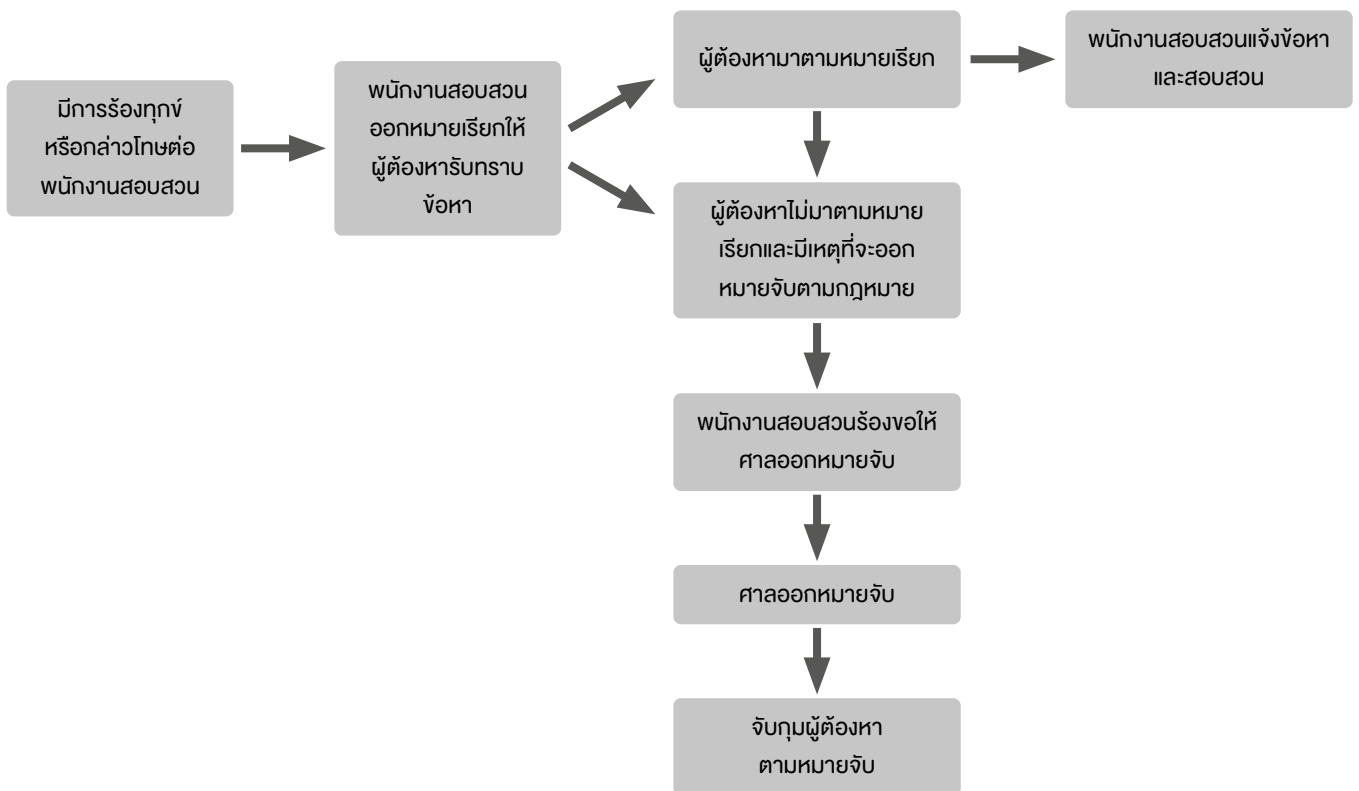 มีการร้องทุกข์
หรือกล่าวโทษต่อ
พนักงานสอบสวน
พนักงานสอบสวน
ออกหมายเรียกให้
ผู้ต้องหารับทราบ
ข้อหา
ผู้ต้องหามาตามหมายเรียก
พนักงานสอบสวนแจ้งข้อหา
และสอบสวน
ผู้ต้องหาไม่มาตามหมาย
เรียกและมีเหตุที่จะออก
หมายจับตามกฎหมาย
พนักงานสอบสวนร้องขอให้
ศาลออกหมายจับ
ศาลออกหมายจับ
จับกุมผู้ต้องหา
ตามหมายจับ